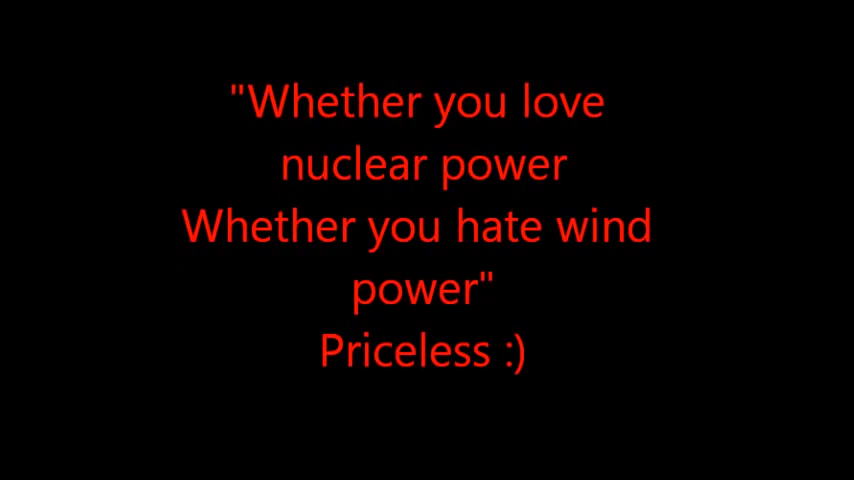 "Whether you love
nuclear power
Whether you hate wind
power"
Priceless :)